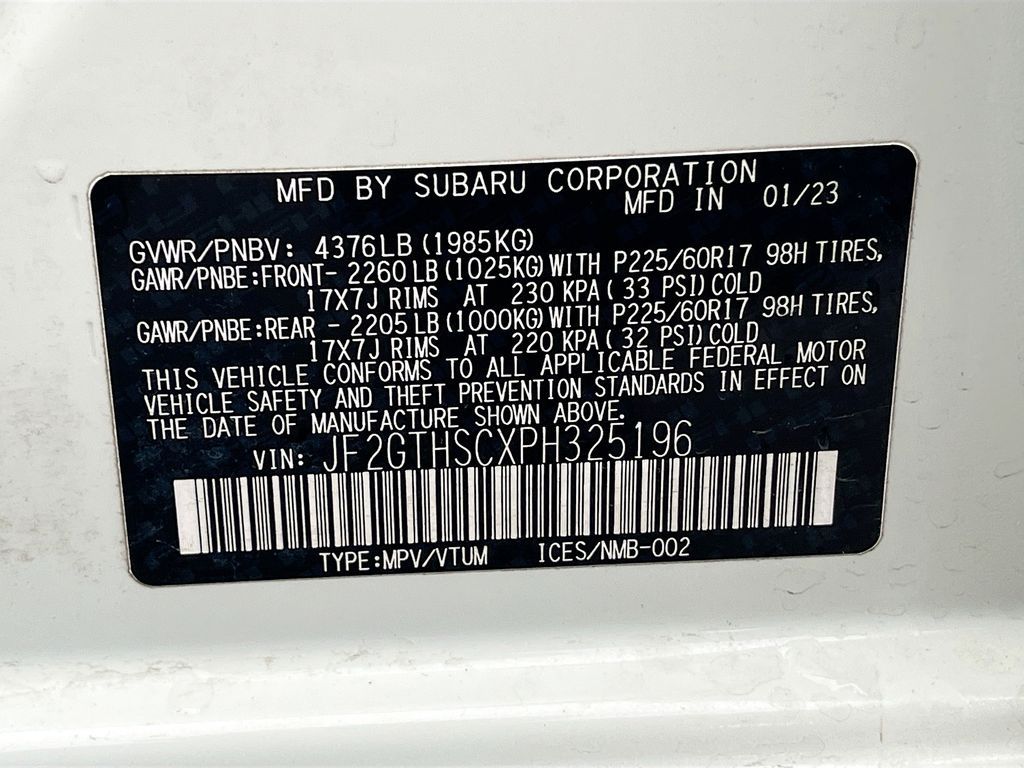 MFD BY SUBARU CORPORATION
MFD IN 01/23
GVWR/PNBV: 4376LB(1985KG)
GAWR/PNBE:FRONT- 2260LB(1025KG)WITH P225/60R17 98H TIRES,
17X7J RIMS AT 230 KPA(33 PSI)COLD
GAWR/PNBE:REAR - 2205LB(1000KG)WITH P225/60R17 98H TIRES,
17X7J RIMS AT 220 KPA(32 PSI)COLD
THIS VEHICLE CONFORMS TO ALL APPLICABLE FEDERAL MOTOR
VEHICLE SAFETY AND THEFT PREVENTION STANDARDS IN EFFECT ON
THE DATE OF MANUFACTURE SHOWN ABOVE.
VIN: JF2GTHSCXPH325196
TYPE:MPV/VTUM ICES/NMB-002